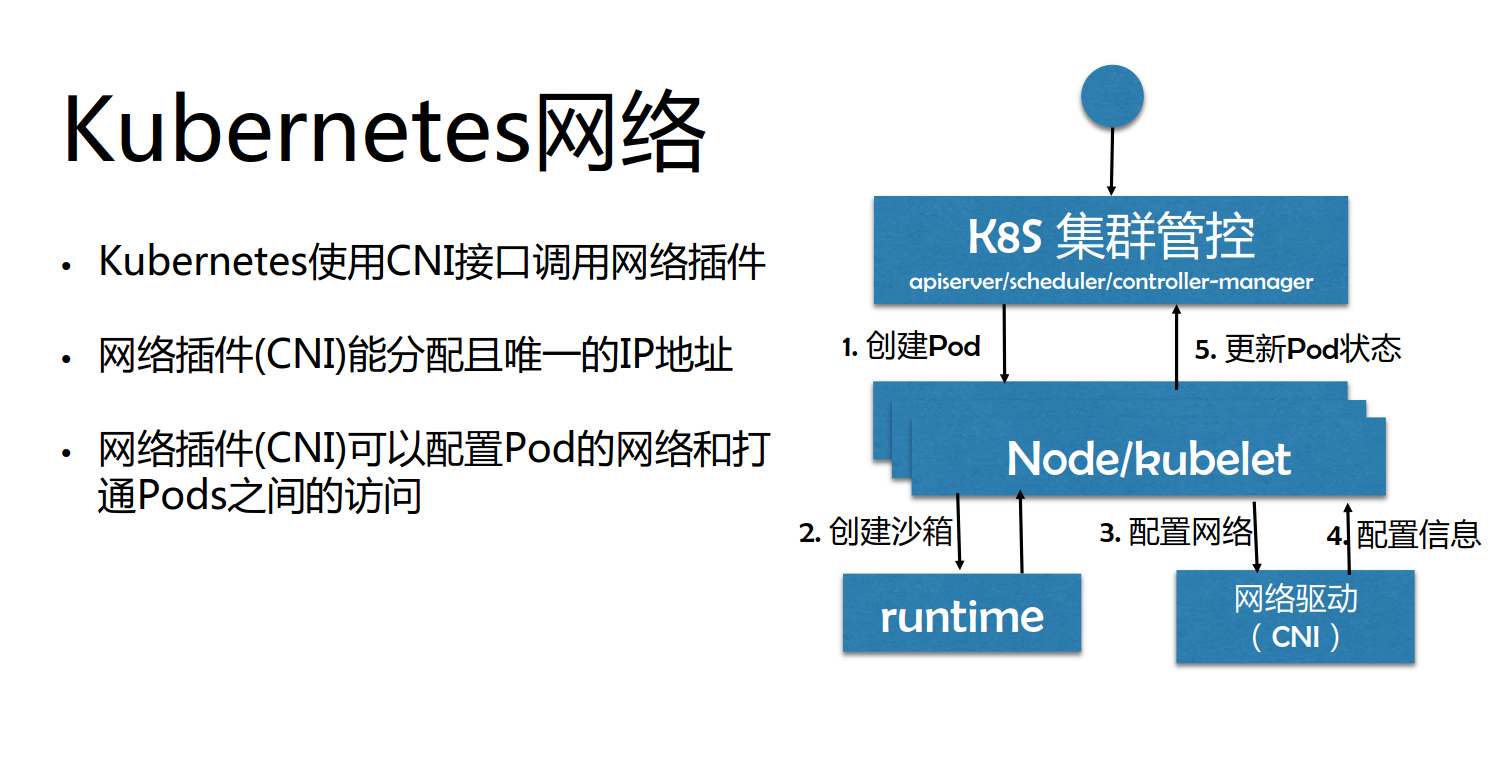 Kubernetes网络
• Kubernetes使用CNI接口调用网络插件
• 网络插件(CNI)能分配且唯一的IP地址
• 网络插件(CNI)可以配置Pod的网络和打
通Pods之间的访问
K8S 集群管控
apiserver/scheduler/controller-manager
1. 创建Pod
5. 更新Pod状态
Node/kubelet
2. 创建沙箱
3. 配置网络
4. 配置信息
runtime
网络驱动
（ CNI ）